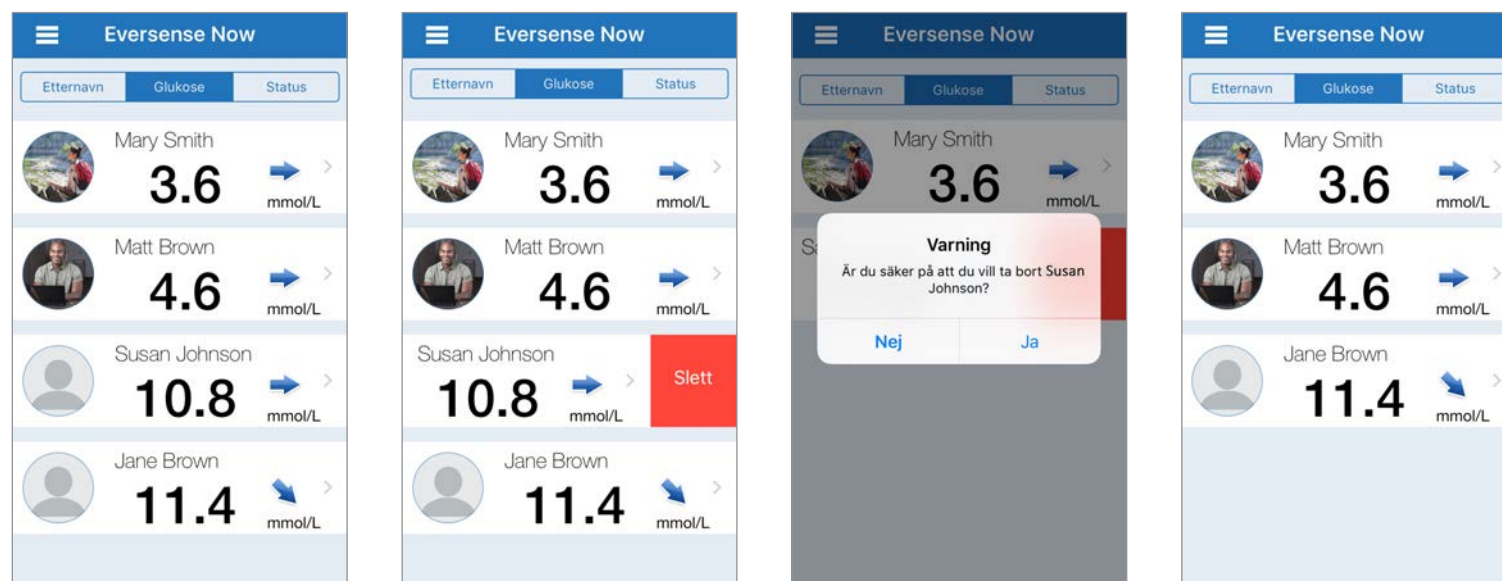 Eversense Now
Etternavn Glukose Status
Mary Smith
3.6
mmol/L
Matt Brown
4.6
mmol/L
Susan Johnson
10.8
mmol/L
Jane Brown
11.4
mmol/L
Eversense Now
Etternavn Glukose Status
Mary Smith
3.6
mmol/L
Matt Brown
4.6
mmol/L
Susan Johnson
10.8
mmol/L
Slett
Jane Brown
11.4
mmol/L
Eversense Now
Etternavn Glukose Status
Mary Smith
3.6
mmol/L
Varning
Är du säker på att du vill ta bort Susan
Johnson?
Nej Ja
Eversense Now
Etternavn Glukose Status
Mary Smith
3.6
mmol/L
Matt Brown
4.6
mmol/L
Jane Brown
11.4
mmol/L